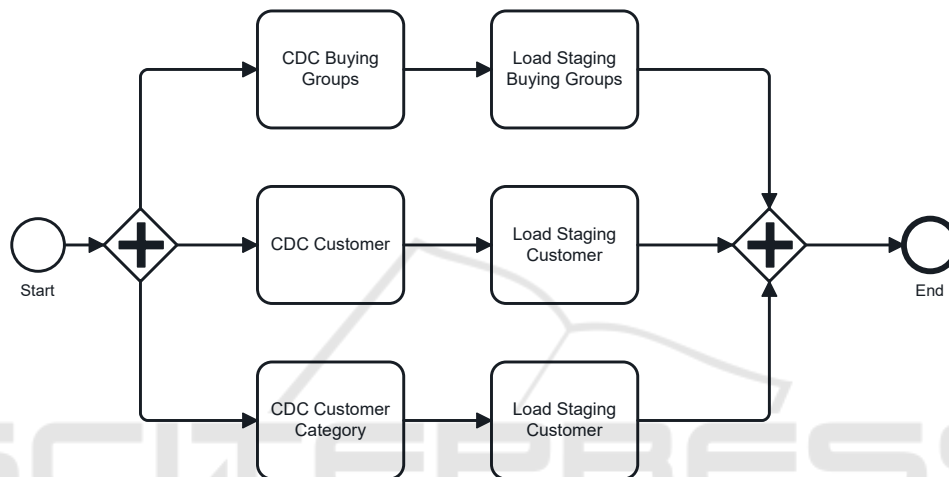 CDC Buying
Groups
Load Staging
Buying Groups
Start
CDC Customer
Load Staging
Customer
End
CDC Customer
Category
Load Staging
Customer
SCITEPRESS